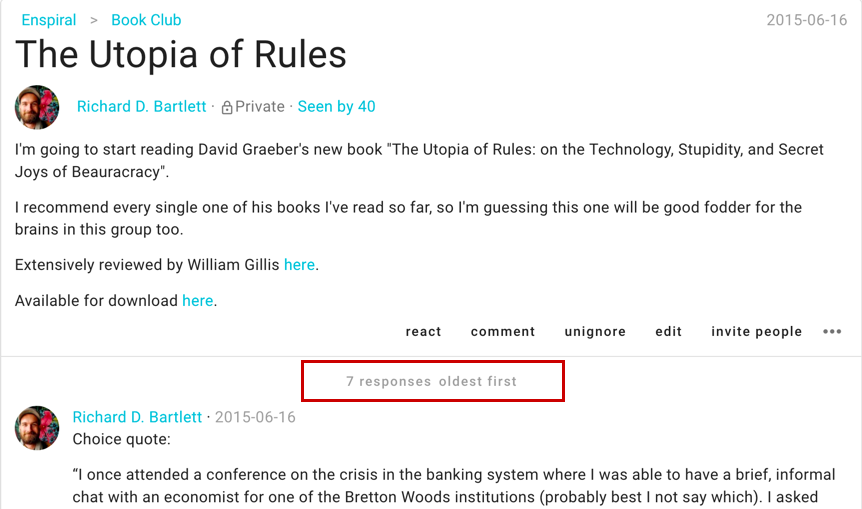 Enspiral > Book Club 2015-06-16
The Utopia of Rules
Richard D. Bartlett · Private · Seen by 40
I'm going to start reading David Graeber's new book "The Utopia of Rules: on the Technology, Stupidity, and Secret
Joys of Beauracracy".
I recommend every single one of his books I've read so far, so I'm guessing this one will be good fodder for the
brains in this group too.
Extensively reviewed by William Gillis here.
Available for download here.
react comment unignore edit invite people •••
7 responses oldest first
Richard D. Bartlett · 2015-06-16
Choice quote:
“I once attended a conference on the crisis in the banking system where I was able to have a brief, informal
chat with an economist for one of the Bretton Woods institutions (probably best I not say which). I asked